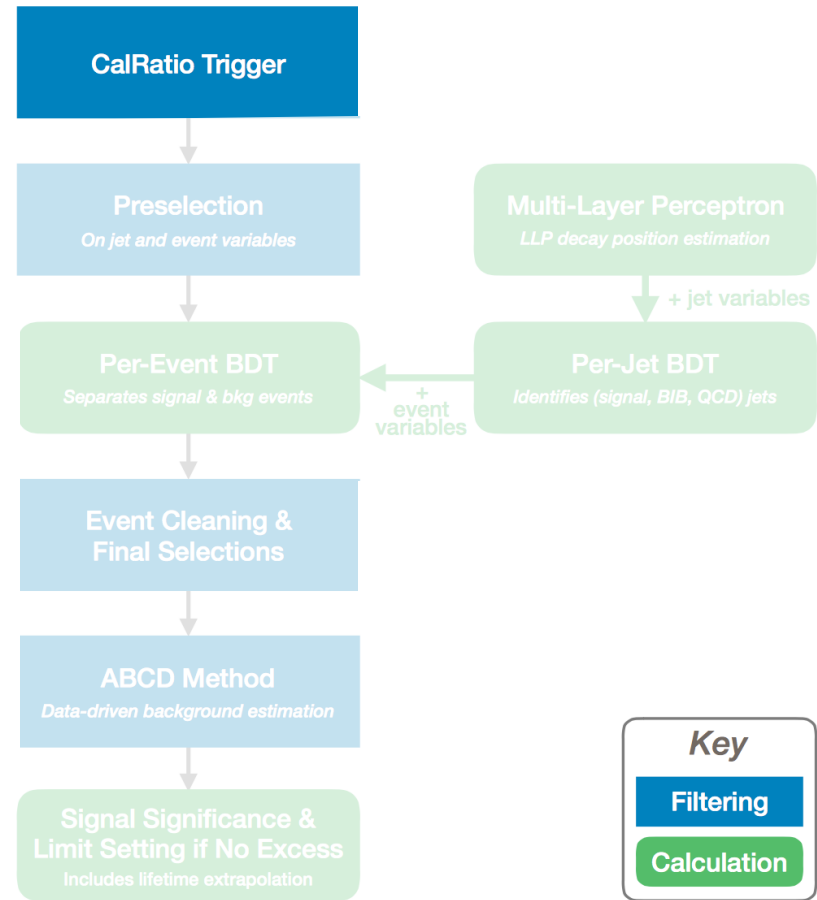 CalRatio Trigger
Preselection
On jet and event variables
Multi-Layer Perceptron
LLP decay position estimation
+ jet variables
Per-Event BDT
Separates signal & bkg events
+
event
variables
Per-Jet BDT
Identifies (signal, BIB, QCD) jets
Event Cleaning &
Final Selections
ABCD Method
Data-driven background estimation
Signal Significance &
Limit Setting if No Excess
Includes lifetime extrapolation
Key
Filtering
Calculation